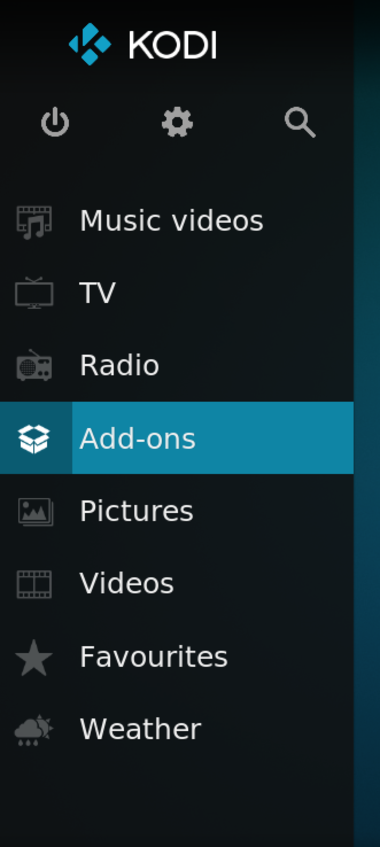 KODI
Music videos
TV
Radio
Add-ons
Pictures
Videos
Favourites
Weather